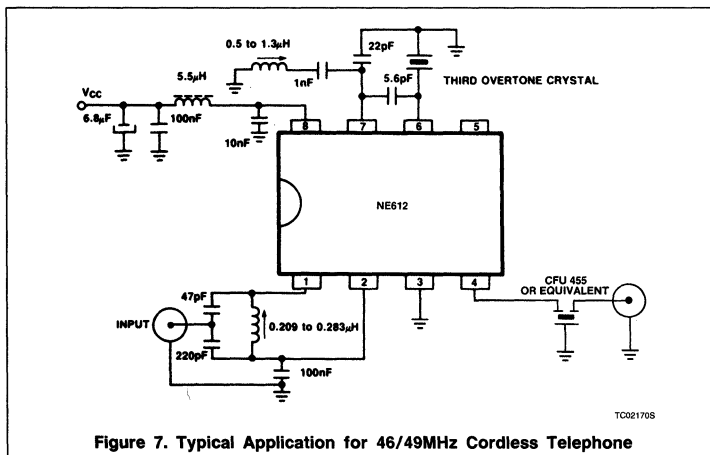 0.5 to 1.3μH
22pF
1nF
5.6pF
THIRD OVERTONE CRYSTAL
5.5μH
VCC
6.8μF
100nF
10nF
8 7 6 5
NE612
1 2 3 4
CFU 455
OR EQUIVALENT
47pF
INPUT
0.209 to 0.283μH
220pF
100nF
TC02170S
Figure 7. Typical Application for 46/49MHz Cordless Telephone